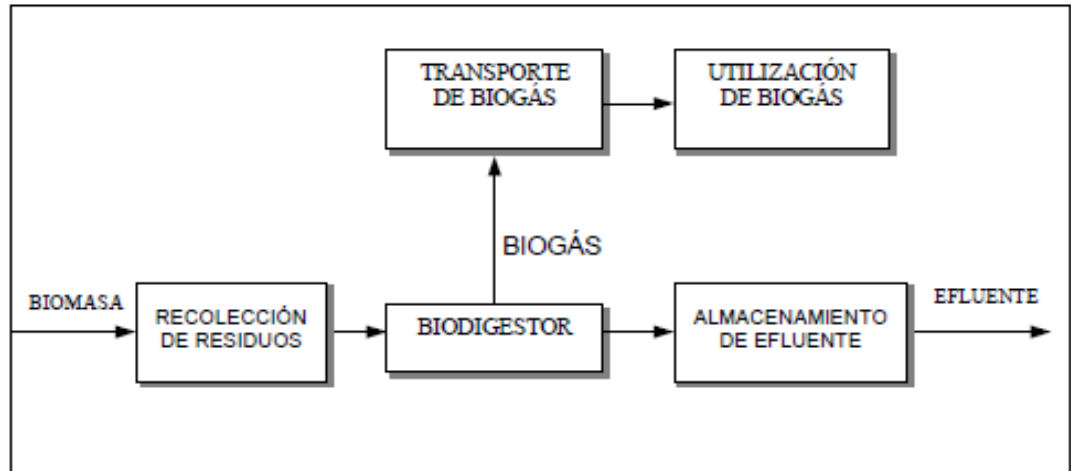 TRANSPORTE
DE BIOGÁS
UTILIZACIÓN
DE BIOGÁS
BIOGÁS
BIOMASA
RECOLECCIÓN
DE RESIDUOS
BIODIGESTOR
ALMACENAMIENTO
DE EFLUENTE
EFLUENTE